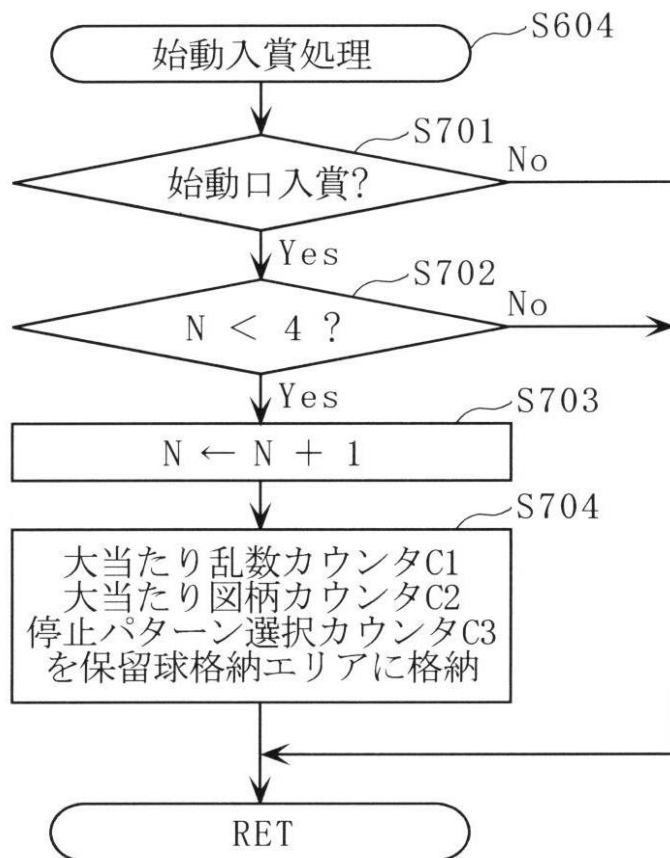 始動入賞処理
S604
S701
始動口入賞?
No
Yes
S702
N < 4 ?
No
Yes
S703
N ← N + 1
S704
大当たり乱数カウンタC1
大当たり図柄カウンタC2
停止パターン選択カウンタC3
を保留球格納エリアに格納
RET